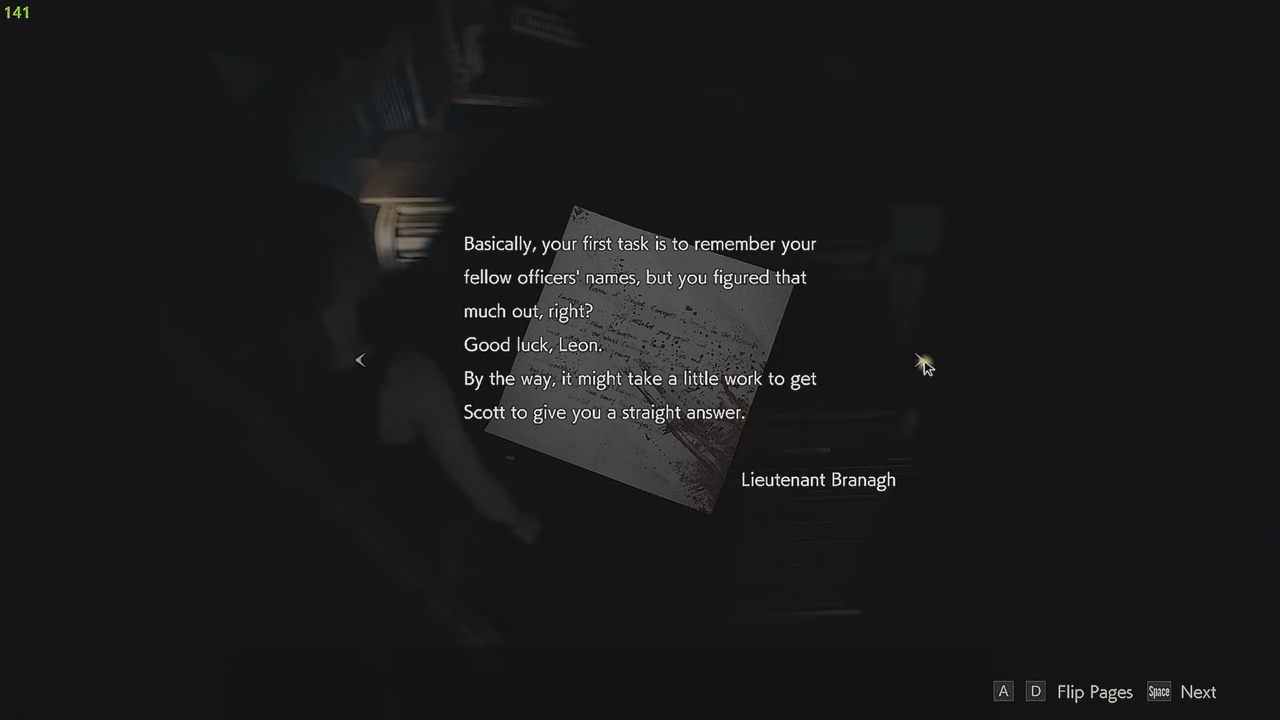 141
Basically, your first task is to remember your
fellow officers' names, but you figured that
much out, right?
Good luck, Leon.
By the way, it might take a little work to get
Scott to give you a straight answer.
Lieutenant Branagh
A D Flip Pages Space Next